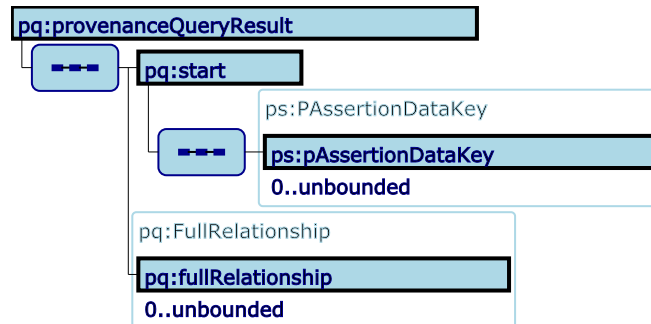 pq:provenanceQueryResult
pq:start
ps:PAssertionDataKey
ps:pAssertionDataKey
0..unbounded
pq:FullRelationship
pq:fullRelationship
0..unbounded